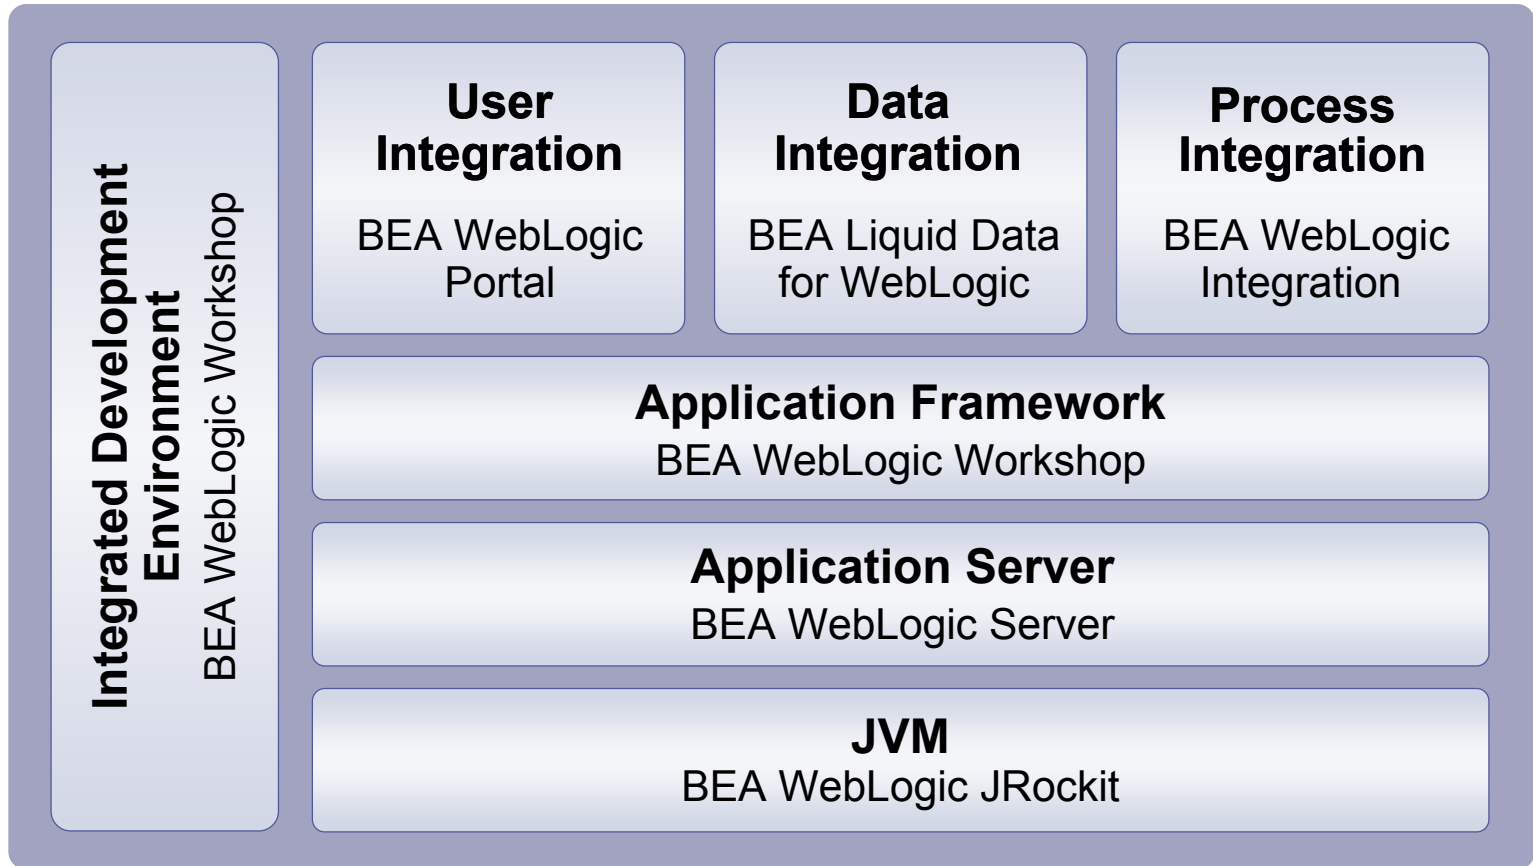 Integrated Development
Environment
BEA WebLogic Workshop
User
Integration
BEA WebLogic
Portal
Data
Integration
BEA Liquid Data
for WebLogic
Process
Integration
BEA WebLogic
Integration
Application Framework
BEA WebLogic Workshop
Application Server
BEA WebLogic Server
JVM
BEA WebLogic JRockit